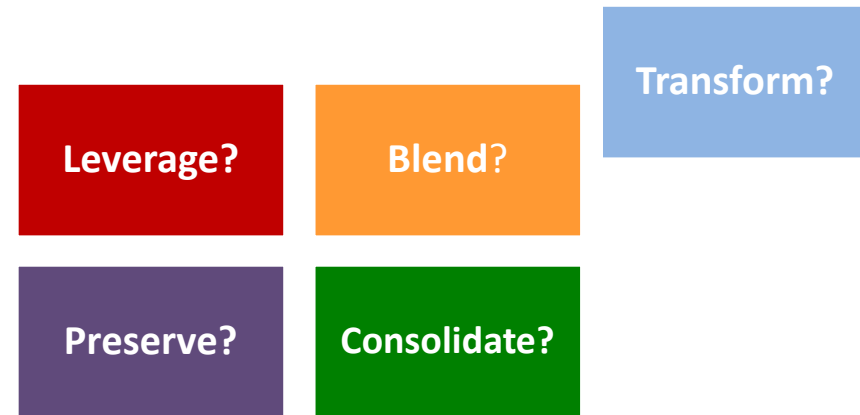 Transform?
Leverage?
Blend?
Preserve?
Consolidate?